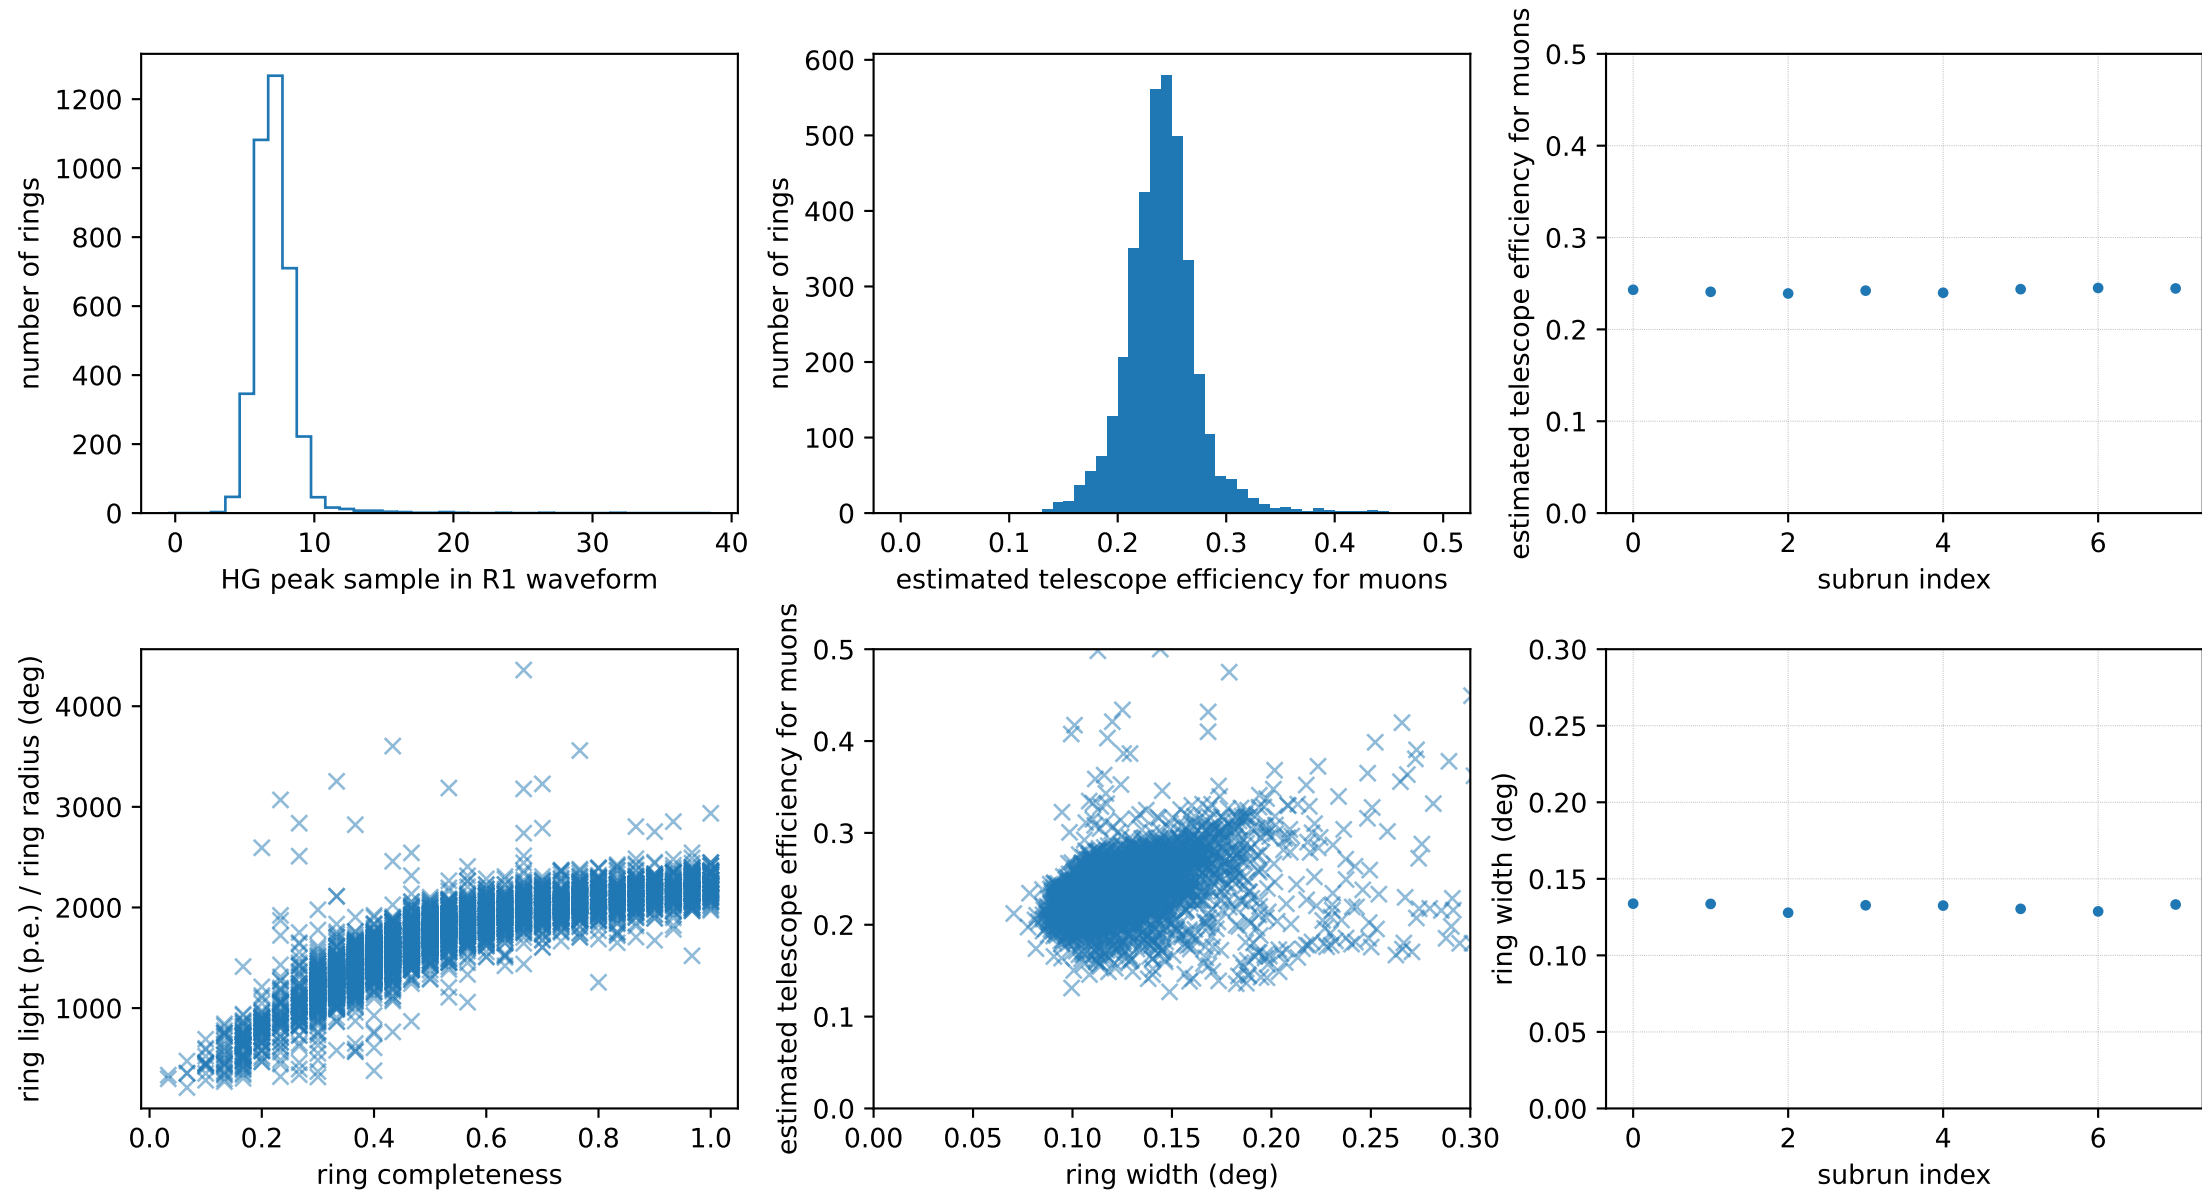 number of rings
1200
1000
800
600
400
200
0
0 10 20 30 40
HG peak sample in R1 waveform
number of rings
600
500
400
300
200
100
0
0.0 0.1 0.2 0.3 0.4 0.5
estimated telescope efficiency for muons
estimated telescope efficiency for muons
0.5
0.4
0.3
0.2
0.1
0.0
0 2 4 6
subrun index
ring light (p.e.) / ring radius (deg)
4000
3000
2000
1000
0.0 0.2 0.4 0.6 0.8 1.0
ring completeness
estimated telescope efficiency for muons
0.5
0.4
0.3
0.2
0.1
0.0
0.00 0.05 0.10 0.15 0.20 0.25 0.30
ring width (deg)
ring width (deg)
0.30
0.25
0.20
0.15
0.10
0.05
0.00
0 2 4 6
subrun index